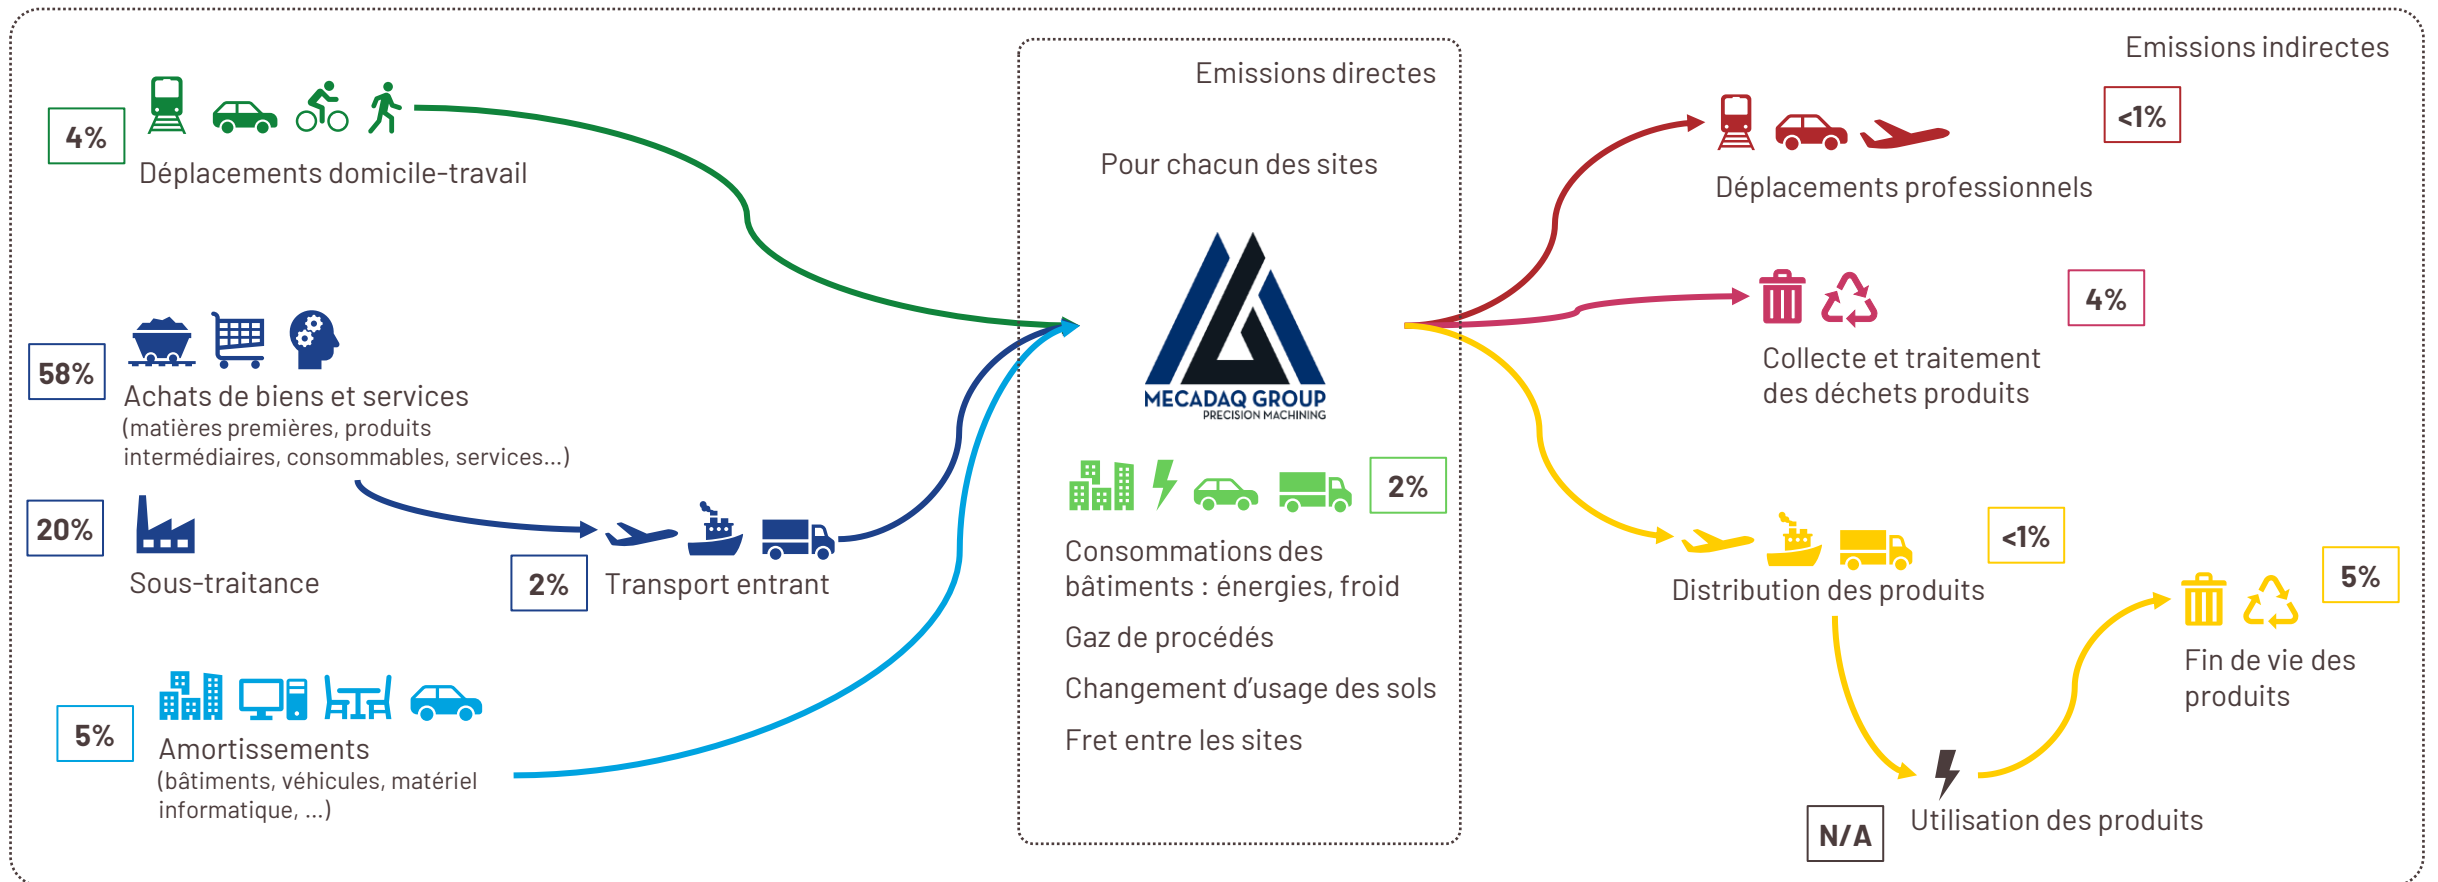 Emissions indirectes
Emissions directes
4%
Déplacements domicile-travail
58%
Achats de biens et services
(matières premières, produits
intermédiaires, consommables, services...)
20%
Sous-traitance
2%
Transport entrant
5%
Amortissements
(bâtiments, véhicules, matériel
informatique, ...)
Pour chacun des sites
MECADAQ GROUP
PRECISION MACHINING
2%
Consommations des
bâtiments : énergies, froid
Gaz de procédés
Changement d’usage des sols
Fret entre les sites
<1%
Déplacements professionnels
4%
Collecte et traitement
des déchets produits
<1%
Distribution des produits
5%
Fin de vie des
produits
N/A
Utilisation des produits